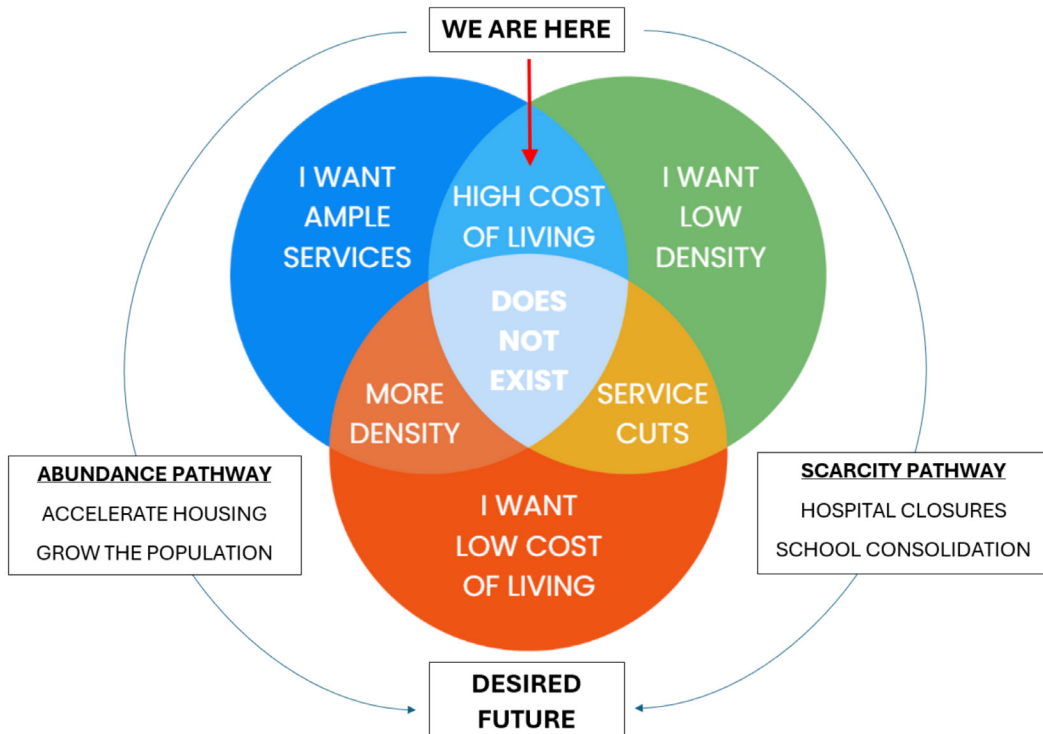 WE ARE HERE
I WANT
AMPLE
SERVICES
HIGH COST
OF LIVING
I WANT
LOW
DENSITY
DOES
NOT
EXIST
MORE
DENSITY
SERVICE
CUTS
ABUNDANCE PATHWAY
ACCELERATE HOUSING
GROW THE POPULATION
SCARCITY PATHWAY
HOSPITAL CLOSURES
SCHOOL CONSOLIDATION
I WANT
LOW COST
OF LIVING
DESIRED
FUTURE